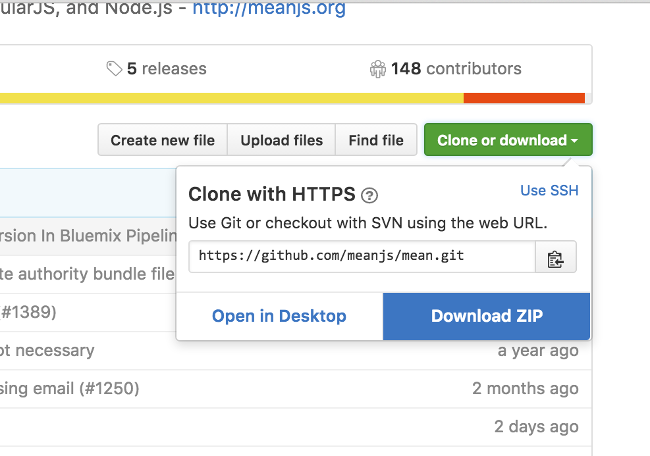 ularJS, and Node.js - http://meanjs.org
5 releases
148 contributors
Create new file
Upload files
Find file
Clone or download
Clone with HTTPS ?
Use SSH
Use Git or checkout with SVN using the web URL.
https://github.com/meanjs/mean.git
Open in Desktop
Download ZIP
rsion In Bluemix Pipelin
te authority bundle file
#1389)
ot necessary
a year ago
sing email (#1250)
2 months ago
2 days ago